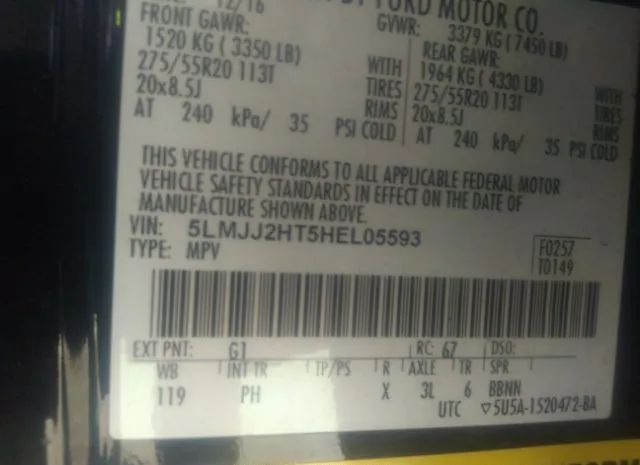 12/16 BY FORD MOTOR CO.
FRONT GAWR: GVWR: 3379 KG (7450 LB)
1520 KG (3350 LB) REAR GAWR:
275/55R20 113T WITH 1964 KG (4330 LB) WITH
20x8.5J TIRES 275/55R20 113T TIRES
AT 240 kPa/ 35 RIMS PSI COLD 20x8.5J RIMS
AT 240 kPa/ 35 PSI COLD
THIS VEHICLE CONFORMS TO ALL APPLICABLE FEDERAL MOTOR
VEHICLE SAFETY STANDARDS IN EFFECT ON THE DATE OF
MANUFACTURE SHOWN ABOVE.
VIN: 5LMJJ2HT5HEL05593
TYPE: MPV F0257
T0149
EXT PNT: G1 RC: 67 DSO:
WB INT TR TP/PS R AXLE TR SPR
119 PH X 3L 6 BBNN
UTC ▽5U5A-1520472-BA